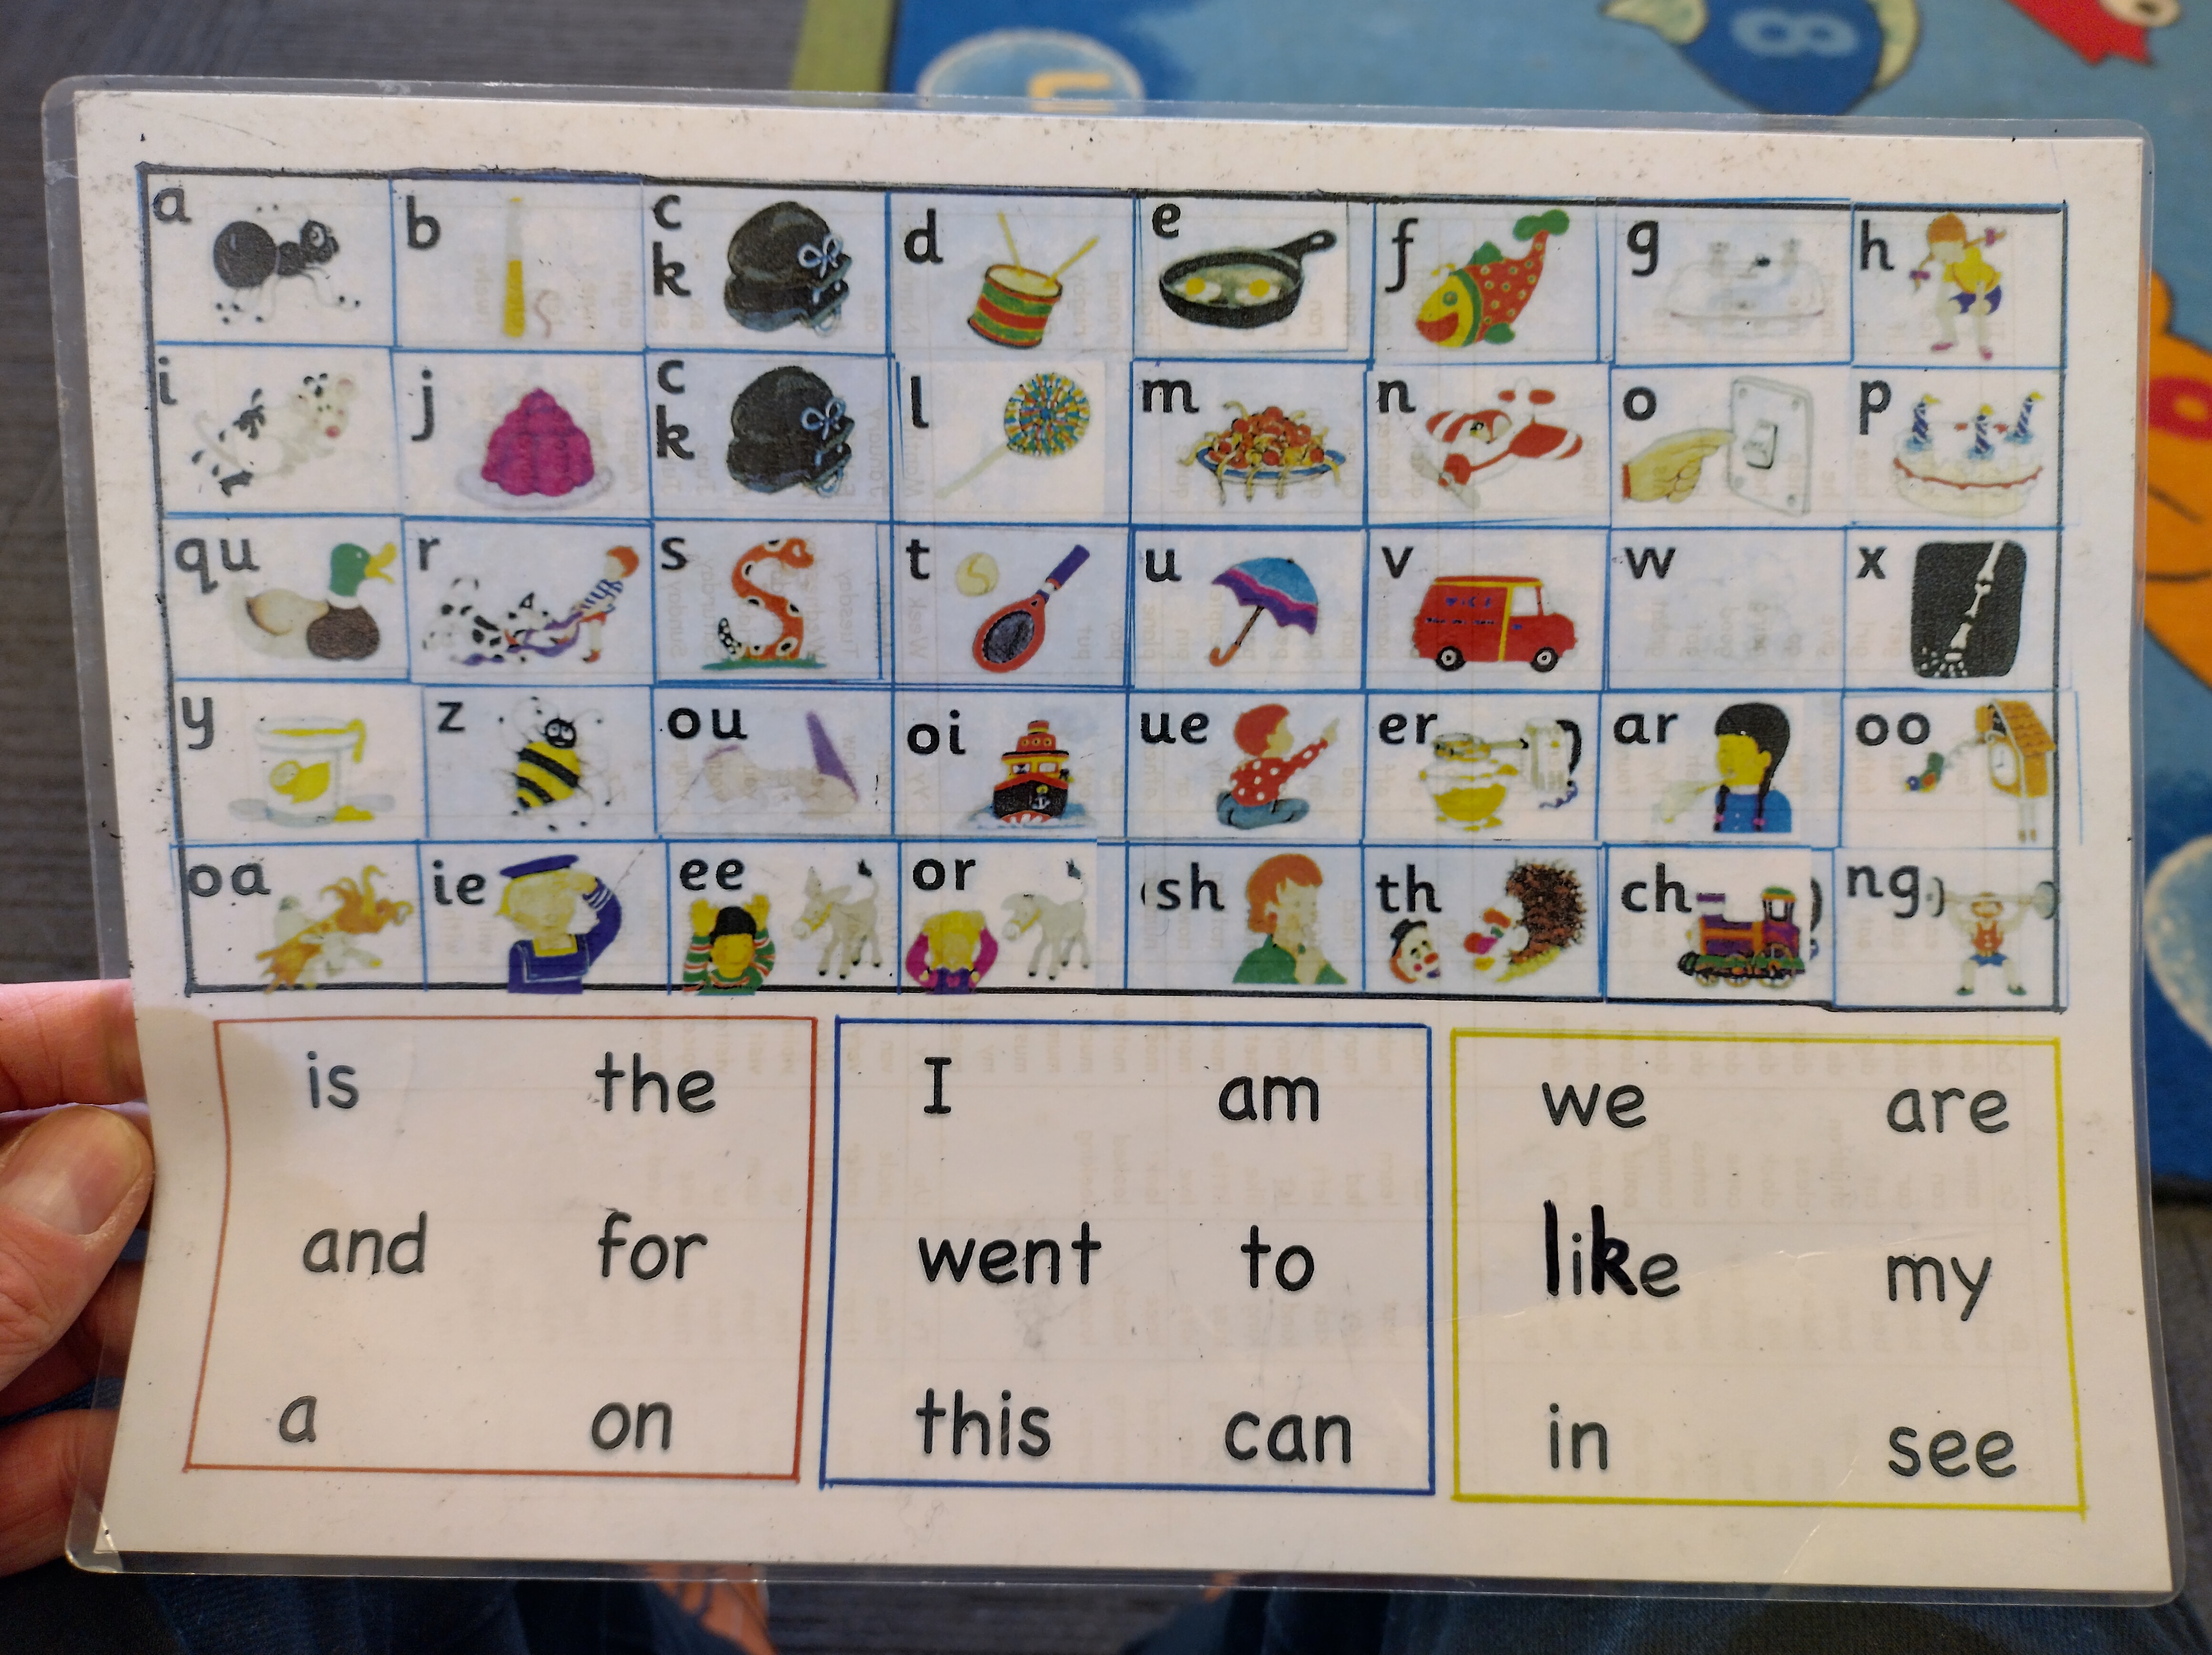 U 8
a b c k d e f g h
i j c k l m n o p
qu r s t u v w x
y z ou oi ue er ar oo
oa ie ee or sh th ch ng
is the
and for
a on
I am
went to
this can
we are
like my
in see